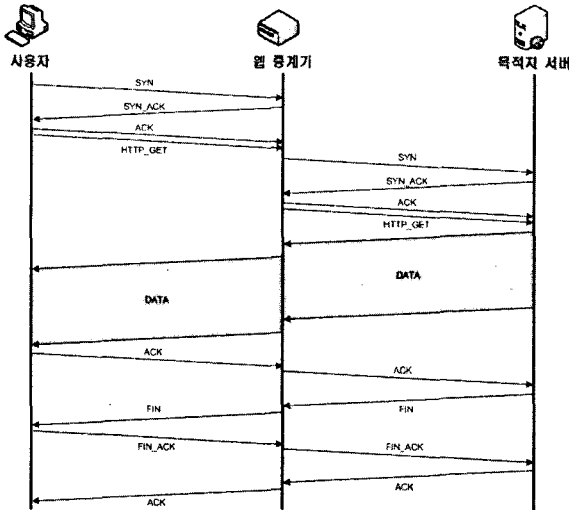 사용자
웹 중계기
목적지 서버
SYN
SYN_ACK
ACK
HTTP_GET
SYN
SYN_ACK
ACK
HTTP_GET
DATA
DATA
ACK
ACK
FIN
FIN
FIN_ACK
FIN_ACK
ACK
ACK